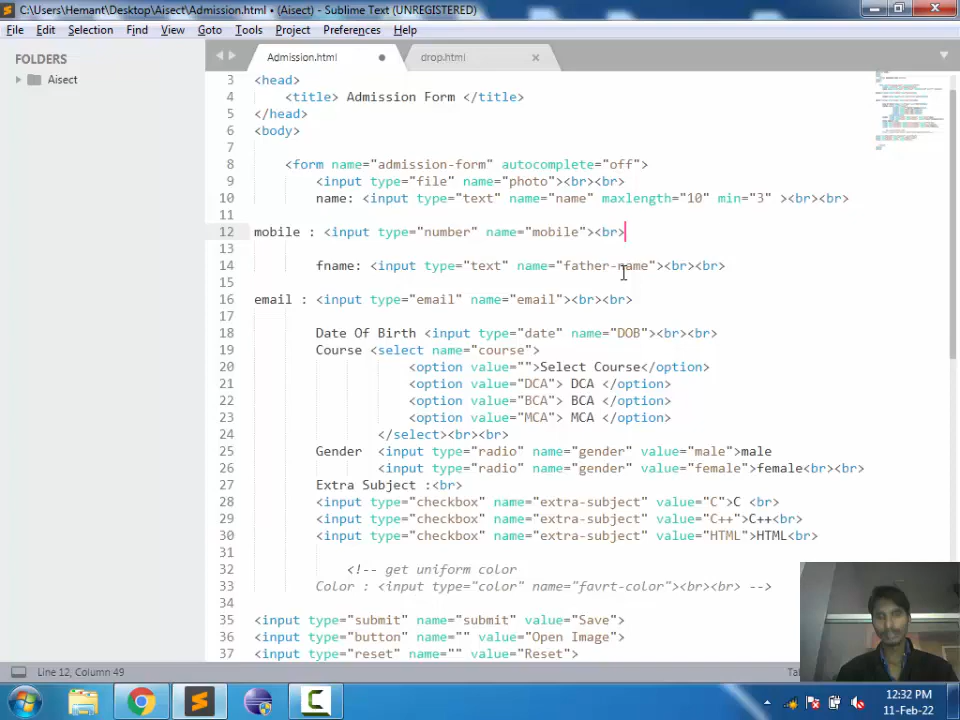 C:\Users\Hemant\Desktop\Aisect\Admission.html • (Aisect) - Sublime Text (UNREGISTERED)
File Edit Selection Find View Goto Tools Project Preferences Help
FOLDERS
Aisect
Admission.html
drop.html
3 <head>
4 <title> Admission Form </title>
5 </head>
6 <body>
7
8 <form name="admission-form" autocomplete="off">
9 <input type="file" name="photo"><br><br>
10 name: <input type="text" name="name" maxlength="10" min="3" ><br><br>
11
12 mobile : <input type="number" name="mobile"><br>
13
14 fname: <input type="text" name="father-name"><br><br>
15
16 email : <input type="email" name="email"><br><br>
17
18 Date Of Birth <input type="date" name="DOB"><br><br>
19 Course <select name="course">
20 <option value="">Select Course</option>
21 <option value="DCA"> DCA </option>
22 <option value="BCA"> BCA </option>
23 <option value="MCA"> MCA </option>
24 </select><br><br>
25 Gender <input type="radio" name="gender" value="male">male
26 <input type="radio" name="gender" value="female">female<br><br>
27 Extra Subject :<br>
28 <input type="checkbox" name="extra-subject" value="C">C <br>
29 <input type="checkbox" name="extra-subject" value="C++">C++<br>
30 <input type="checkbox" name="extra-subject" value="HTML">HTML<br>
31
32 <!-- get uniform color
33 Color : <input type="color" name="favrt-color"><br><br> -->
34
35 <input type="submit" name="submit" value="Save">
36 <input type="button" name="" value="Open Image">
37 <input type="reset" name="" value="Reset">
Line 12, Column 49
12:32 PM
11-Feb-22